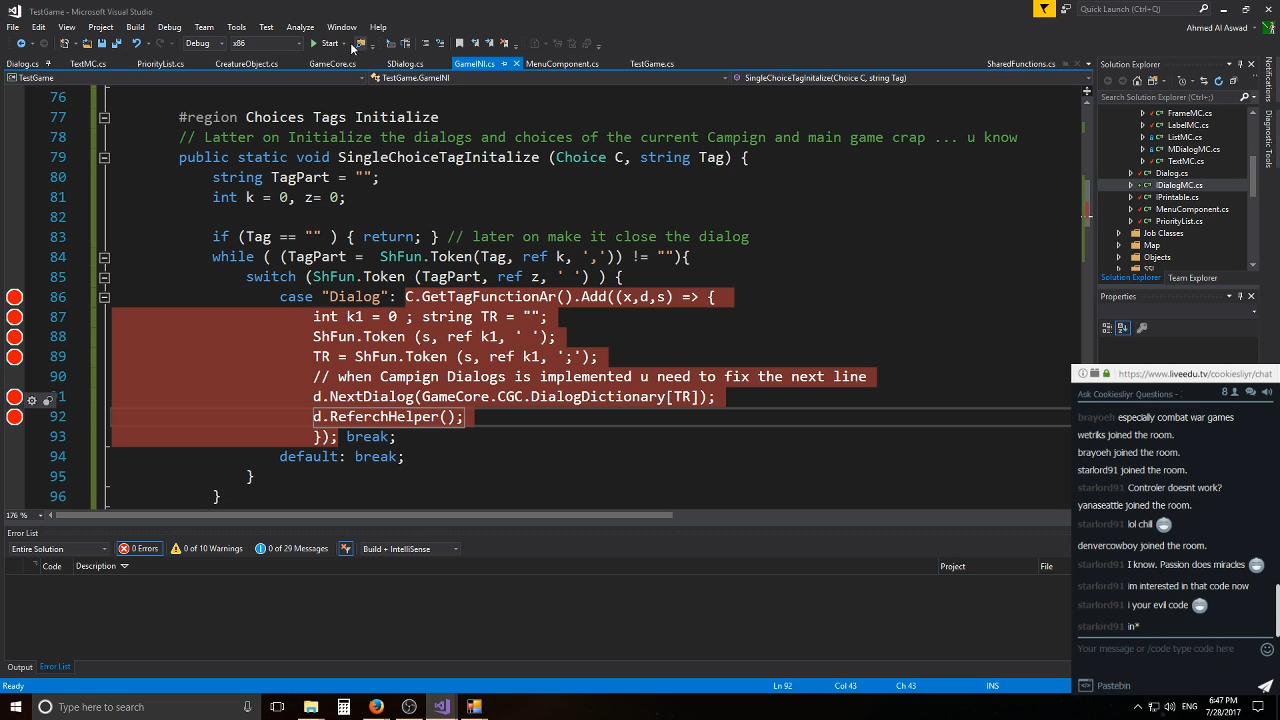 TestGame - Microsoft Visual Studio
Quick Launch (Ctrl+;)
File Edit View Project Build Debug Team Tools Test Analyze Window Help
Ahmed Al Aswad
Debug x86 Start
Dialog.cs TextMC.cs PriorityList.cs CreatureObject.cs GameCore.cs SDialog.cs GameINI.cs MenuComponent.cs TestGame.cs SharedFunctions.cs
TestGame TestGame.GameINI SingleChoiceTagInitalize(Choice C, string Tag)
76
77 #region Choices Tags Initialize
78 // Latter on Initialize the dialogs and choices of the current Campign and main game crap ... u know
79 public static void SingleChoiceTagInitalize (Choice C, string Tag) {
80 string TagPart = "";
81 int k = 0, z= 0;
82
83 if (Tag == "" ) { return; } // later on make it close the dialog
84 while ( (TagPart =  ShFun.Token(Tag, ref k, ',')) != ""){
85 switch (ShFun.Token (TagPart, ref z, ' ') ) {
86 case "Dialog": C.GetTagFunctionAr().Add((x,d,s) => {
87 int k1 = 0 ; string TR = "";
88 ShFun.Token (s, ref k1, ' ');
89 TR = ShFun.Token (s, ref k1, ';');
90 // when Campign Dialogs is implemented u need to fix the next line
1 d.NextDialog(GameCore.CGC.DialogDictionary[TR]);
92 d.ReferchHelper();
93 }); break;
94 default: break;
95 }
96 }
176 %
Error List
Entire Solution 0 Errors 0 of 10 Warnings 0 of 29 Messages Build + IntelliSense
Code Description Project File
Output Error List
Ready Ln 92 Col 43 Ch 43 INS
Solution Explorer
Search Solution Explorer (Ctrl+;)
FrameMC.cs
LabelMC.cs
ListMC.cs
MDialogMC.cs
TextMC.cs
Dialog.cs
IDialogMC.cs
IPrintable.cs
MenuComponent.cs
PriorityList.cs
Job Classes
Map
Objects
SSL
Solution Explorer Team Explorer
Properties
Notifications
Diagnostic Tools
https://www.liveedu.tv/cookiesliyr/chat
Ask Cookiesliyr Questions - . 8
brayoeh especially combat war games
wetriks joined the room.
brayoeh joined the room.
starlord91 joined the room.
starlord91 Controler doesnt work?
yanaseattle joined the room.
starlord91 lol chil
denvercowboy joined the room.
starlord91 I know. Passion does miracles
starlord91 im interested in that code now
starlord91 i your evil code
starlord91 in*
Your message or /code type code here
Pastebin
Type here to search
ENG
6:47 PM
7/28/2017